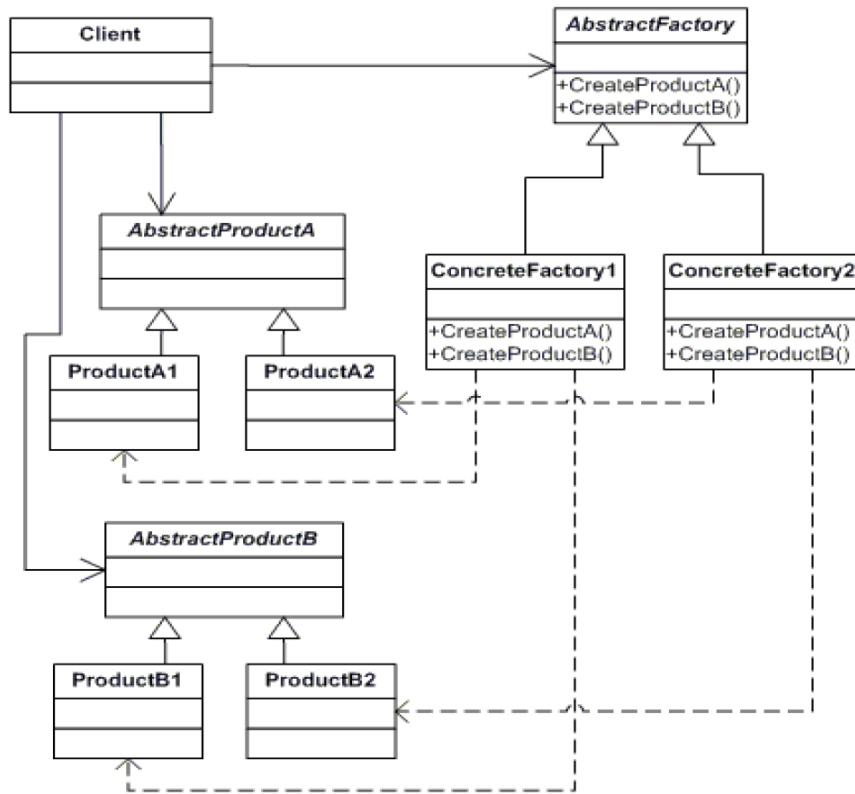 Client
AbstractFactory
+CreateProductA()
+CreateProductB()
AbstractProductA
ConcreteFactory1
+CreateProductA()
+CreateProductB()
ConcreteFactory2
+CreateProductA()
+CreateProductB()
ProductA1
ProductA2
AbstractProductB
ProductB1
ProductB2